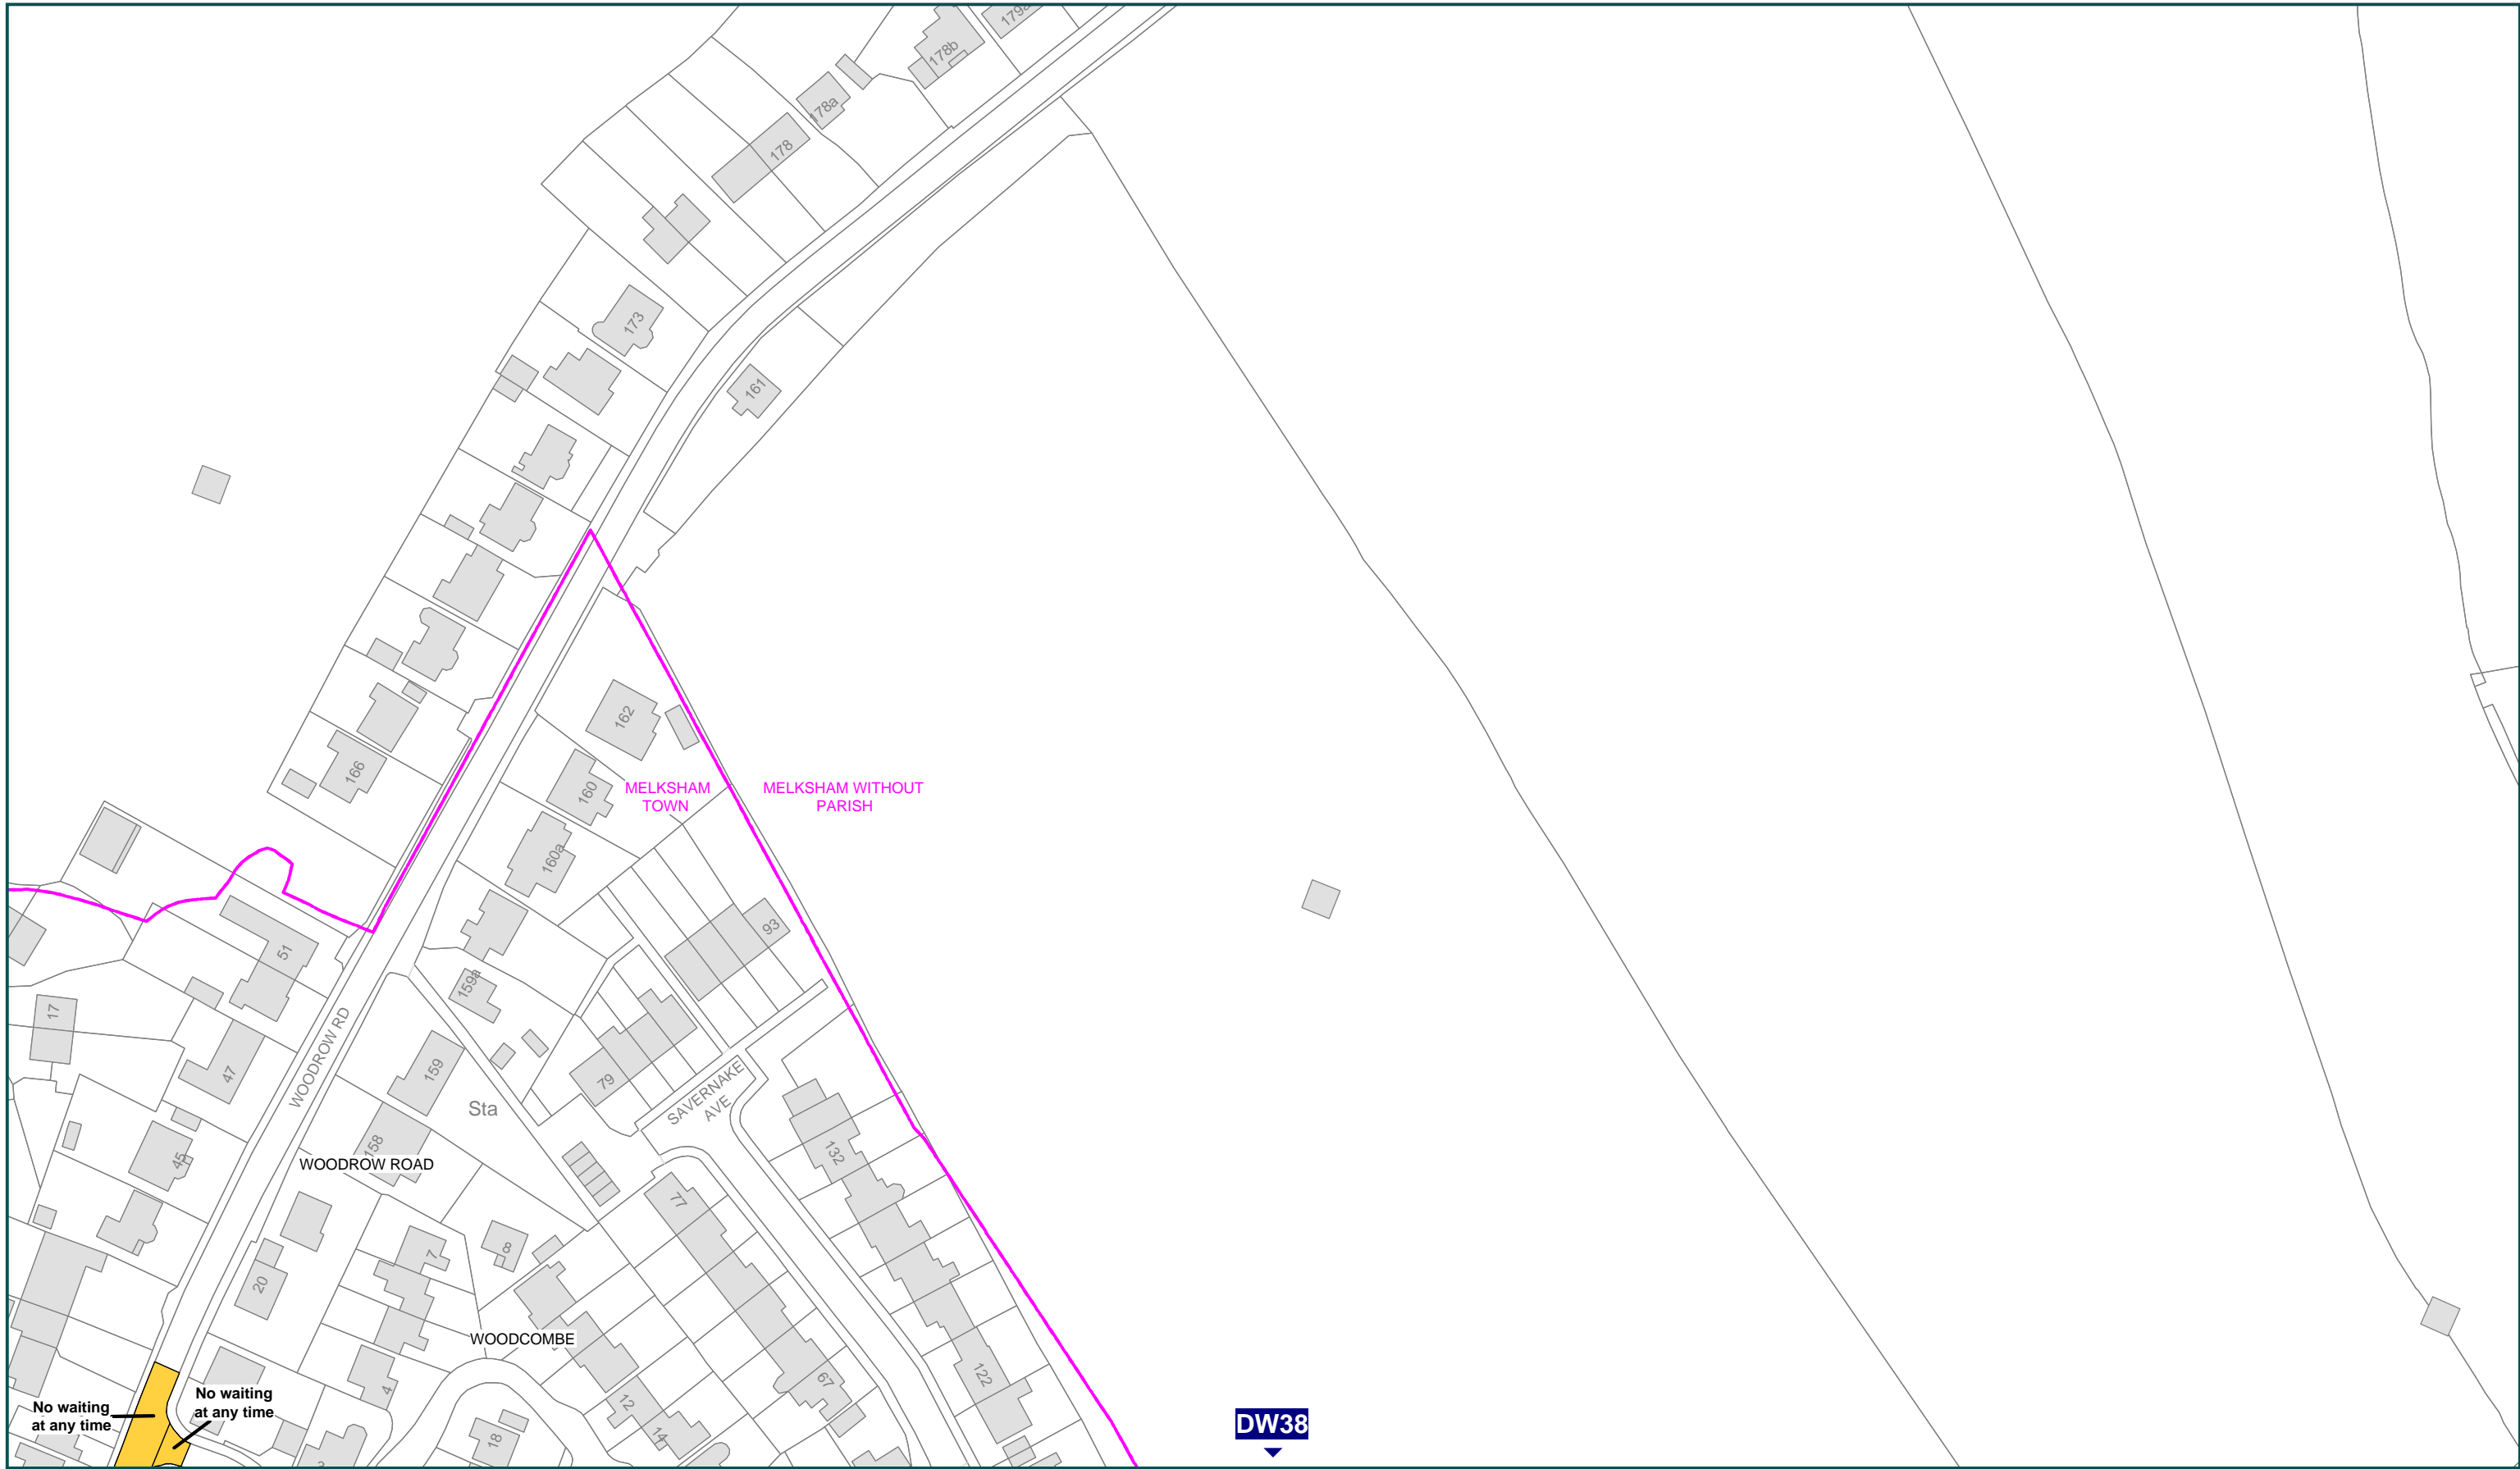 179a
178b
178a
178
173
161
162
166
160
MELKSHAM
TOWN
MELKSHAM WITHOUT
PARISH
160a
93
51
159a
17
WOODROW RD
47
159
79
SAVERNAKE
AVE
Sta
158
45
132
WOODROW ROAD
77
7
8
20
WOODCOMBE
122
67
4
12
14
18
No waiting
at any time
No waiting
at any time
DW38